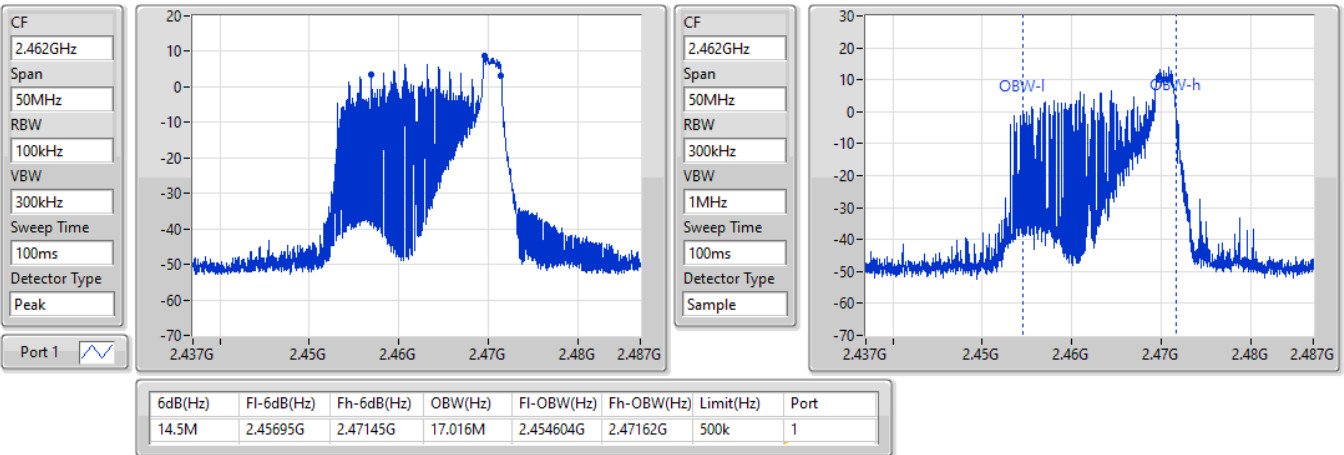 CF
2.462GHz
Span
50MHz
RBW
100kHz
VBW
300kHz
Sweep Time
100ms
Detector Type
Peak
Port 1
20
10
0
-10
-20
-30
-40
-50
-60
-70
2.437G 2.45G 2.46G 2.47G 2.48G 2.487G
CF
2.462GHz
Span
50MHz
RBW
300kHz
VBW
1MHz
Sweep Time
100ms
Detector Type
Sample
30
20
10
0
-10
-20
-30
-40
-50
-60
-70
OBW-l OBW-h
2.437G 2.45G 2.46G 2.47G 2.48G 2.487G
6dB(Hz) Fl-6dB(Hz) Fh-6dB(Hz) OBW(Hz) Fl-OBW(Hz) Fh-OBW(Hz) Limit(Hz) Port
14.5M 2.45695G 2.47145G 17.016M 2.454604G 2.47162G 500k 1